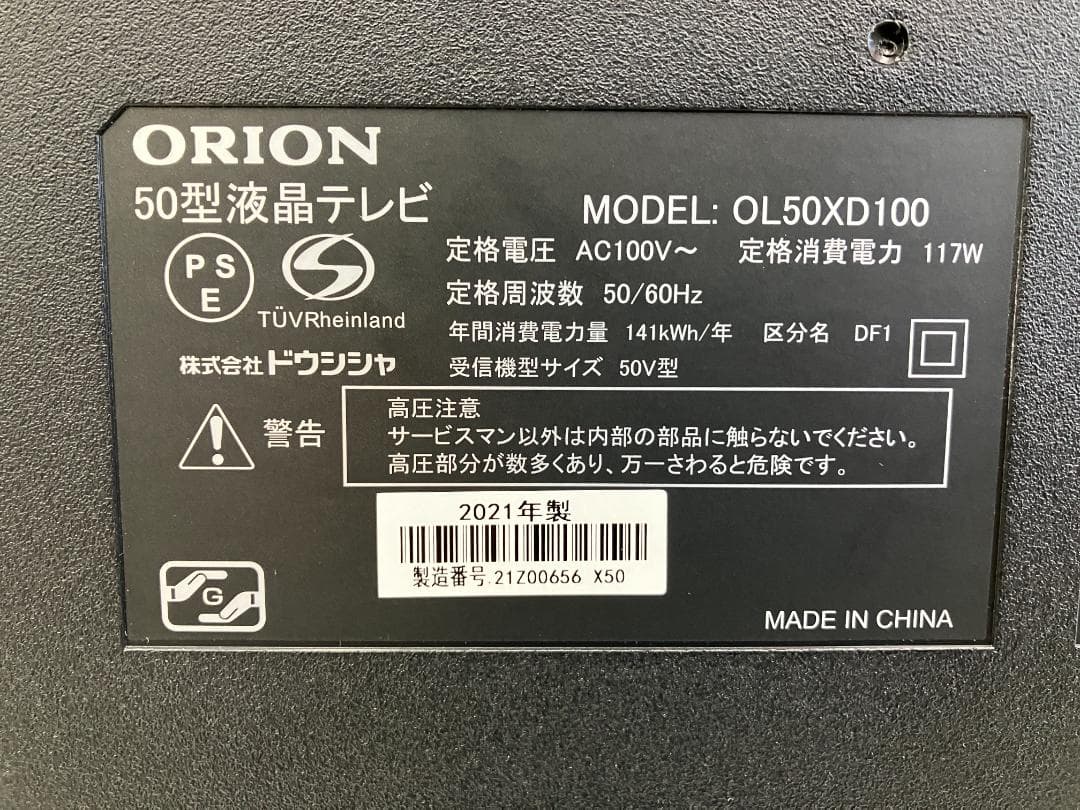 ORION
50型液晶テレビ
MODEL: OL50XD100
PS
E
TÜVRheinland
定格電圧 AC100V～ 定格消費電力 117W
定格周波数 50/60Hz
年間消費電力量 141kWh/年 区分名 DF1
株式会社ドウシシャ
受信機型サイズ 50V型
警告
高圧注意
サービスマン以外は内部の部品に触らないでください。
高圧部分が数多くあり、万一さわると危険です。
2021年製
製造番号.21Z00656 X50
G
MADE IN CHINA